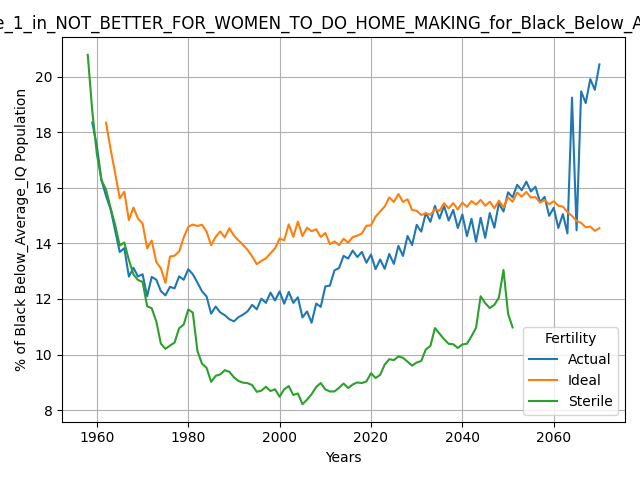 e_1_in_NOT_BETTER_FOR_WOMEN_TO_DO_HOME_MAKING_for_Black_Below_A
% of Black Below_Average_IQ Population
20
18
16
14
12
10
8
1960
1980
2000
2020
2040
2060
Years
Fertility
Actual
Ideal
Sterile